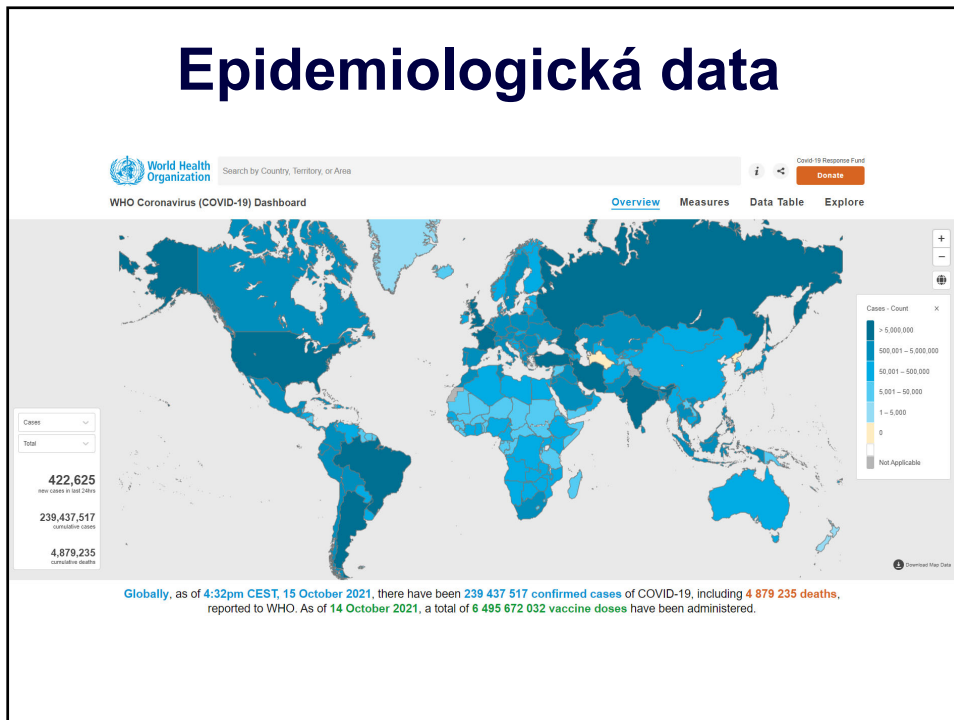 Epidemiologická data
World Health
Organization
Search by Country, Territory, or Area
i
Covid-19 Response Fund
Donate
WHO Coronavirus (COVID-19) Dashboard
Overview Measures Data Table Explore
+
−
Cases - Count ×
> 5,000,000
500,001 – 5,000,000
50,001 – 500,000
5,001 – 50,000
1 – 5,000
0
Not Applicable
Cases
Total
422,625
new cases in last 24hrs
239,437,517
cumulative cases
4,879,235
cumulative deaths
Download Map Data
Globally, as of 4:32pm CEST, 15 October 2021, there have been 239 437 517 confirmed cases of COVID-19, including 4 879 235 deaths,
reported to WHO. As of 14 October 2021, a total of 6 495 672 032 vaccine doses have been administered.